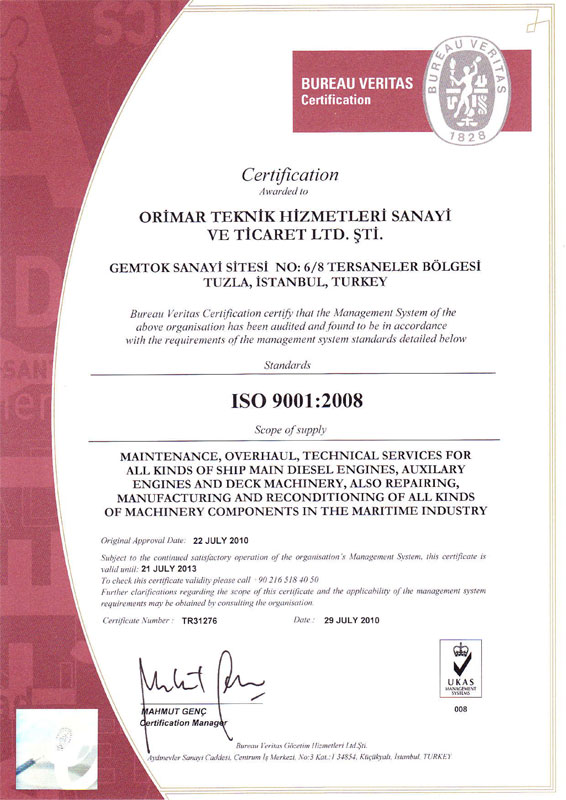 BUREAU VERITAS
Certification
BUREAU VERITAS
1828
Certification
Awarded to
ORİMAR TEKNİK HİZMETLERİ SANAYİ
VE TİCARET LTD. ŞTİ.
GEMTOK SANAYİ SİTESİ NO: 6/8 TERSANELER BÖLGESİ
TUZLA, İSTANBUL, TURKEY
Bureau Veritas Certification certify that the Management System of the
above organisation has been audited and found to be in accordance
with the requirements of the management system standards detailed below
Standards
ISO 9001:2008
Scope of supply
MAINTENANCE, OVERHAUL, TECHNICAL SERVICES FOR
ALL KINDS OF SHIP MAIN DIESEL ENGINES, AUXILARY
ENGINES AND DECK MACHINERY, ALSO REPAIRING,
MANUFACTURING AND RECONDITIONING OF ALL KINDS
OF MACHINERY COMPONENTS IN THE MARITIME INDUSTRY
Original Approval Date: 22 JULY 2010
Subject to the continued satisfactory operation of the organisation's Management System, this certificate is
valid until: 21 JULY 2013
To check this certificate validity please call 90 216 518 40 50
Further clarifications regarding the scope of this certificate and the applicability of the management system
requirements may be obtained by consulting the organisation.
Certificate Number : TR31276 Date : 29 JULY 2010
MAHMUT GENÇ
Certification Manager
UKAS
MANAGEMENT
SYSTEMS
008
Bureau Veritas Gözetim Hizmetleri Ltd.Şti.
Aydınevler Sanayi Caddesi, Centrum İş Merkezi, No:3 Kat.:1 34854, Küçükyalı, İstanbul, TURKEY